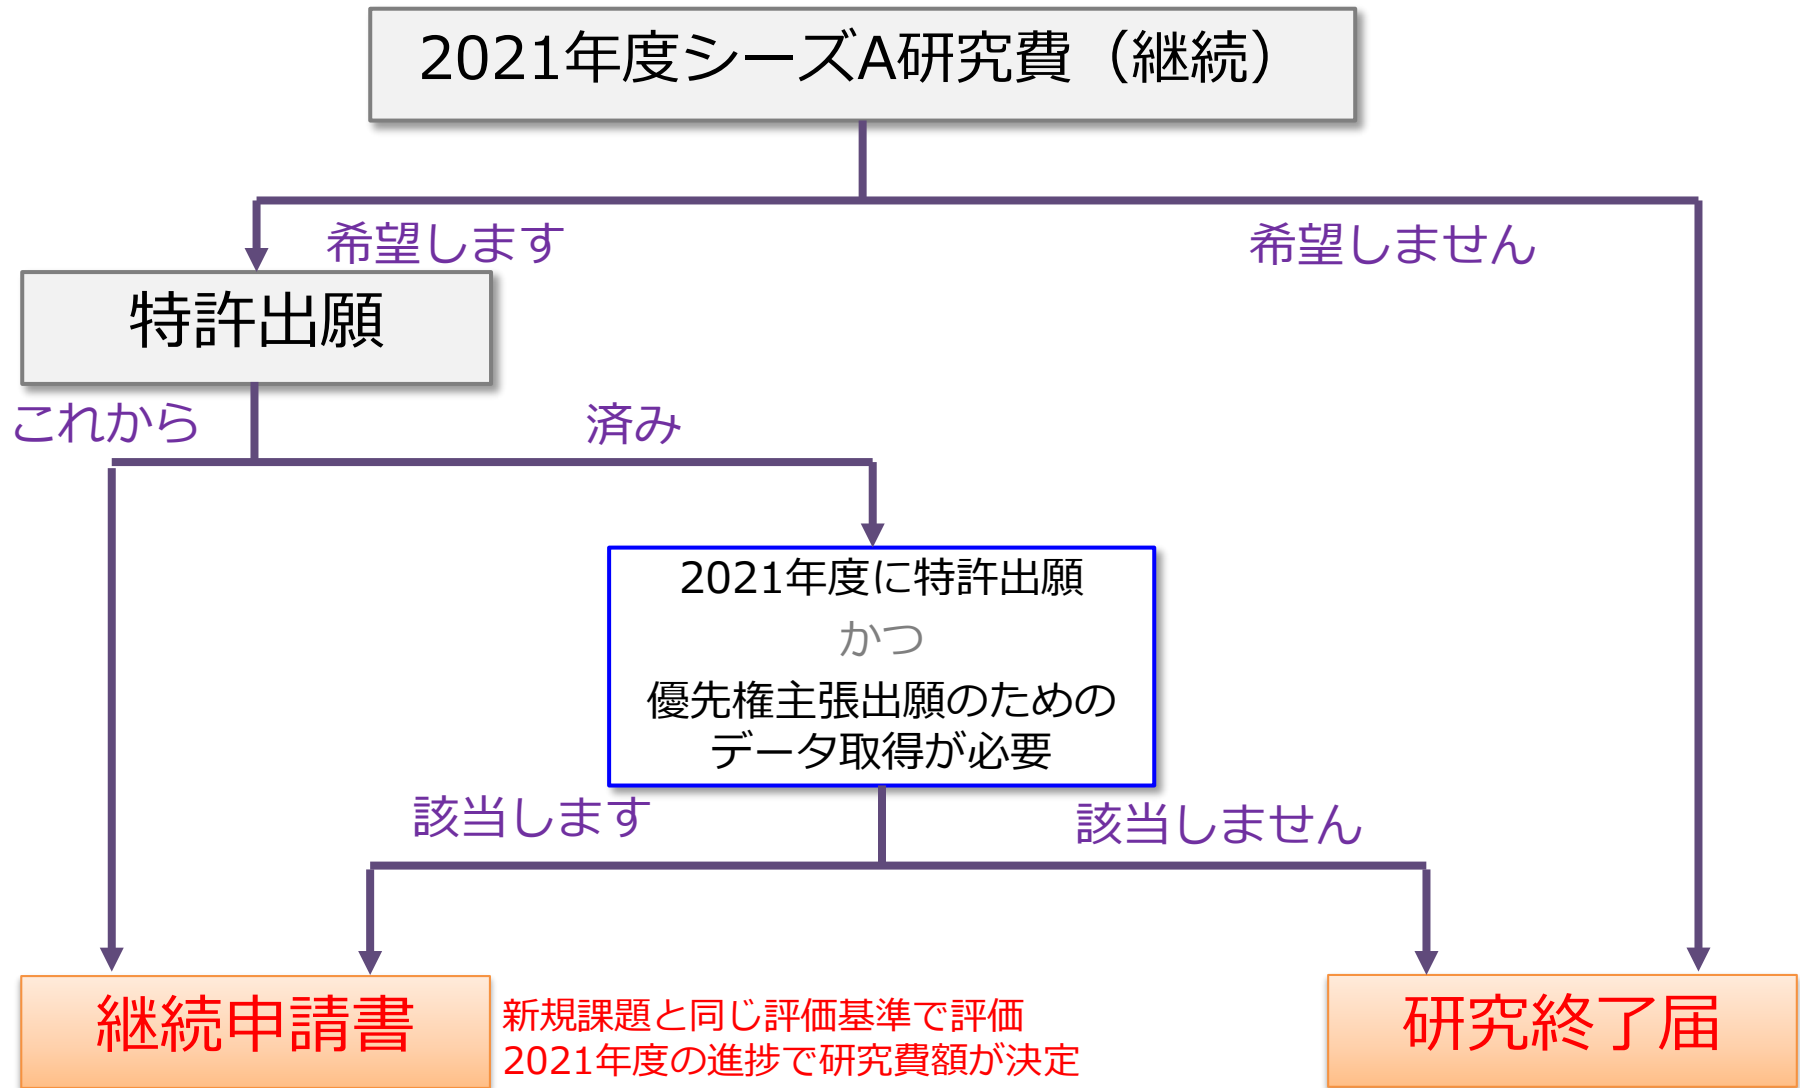 2021年度シーズA研究費（継続）
希望します
希望しません
特許出願
これから
済み
2021年度に特許出願
かつ
優先権主張出願のための
データ取得が必要
該当します
該当しません
継続申請書
新規課題と同じ評価基準で評価
2021年度の進捗で研究費額が決定
研究終了届